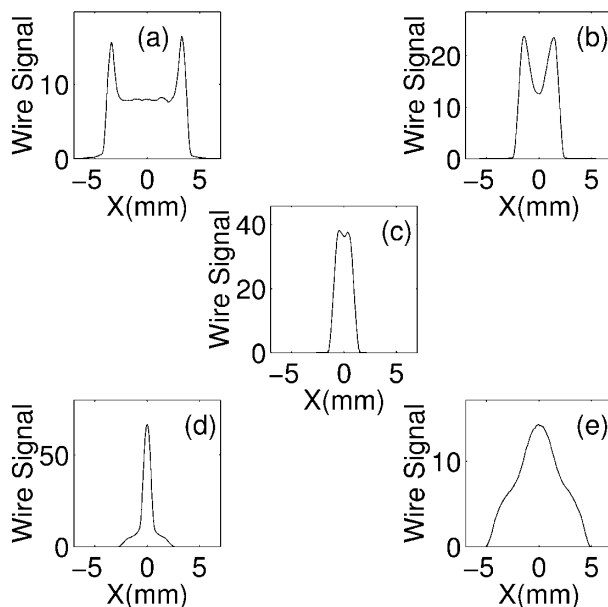 (a)
Wire Signal
10
0
−5 0 5
X(mm)
(b)
Wire Signal
20
10
0
−5 0 5
X(mm)
(c)
Wire Signal
40
20
0
−5 0 5
X(mm)
(d)
Wire Signal
50
0
−5 0 5
X(mm)
(e)
Wire Signal
10
0
−5 0 5
X(mm)